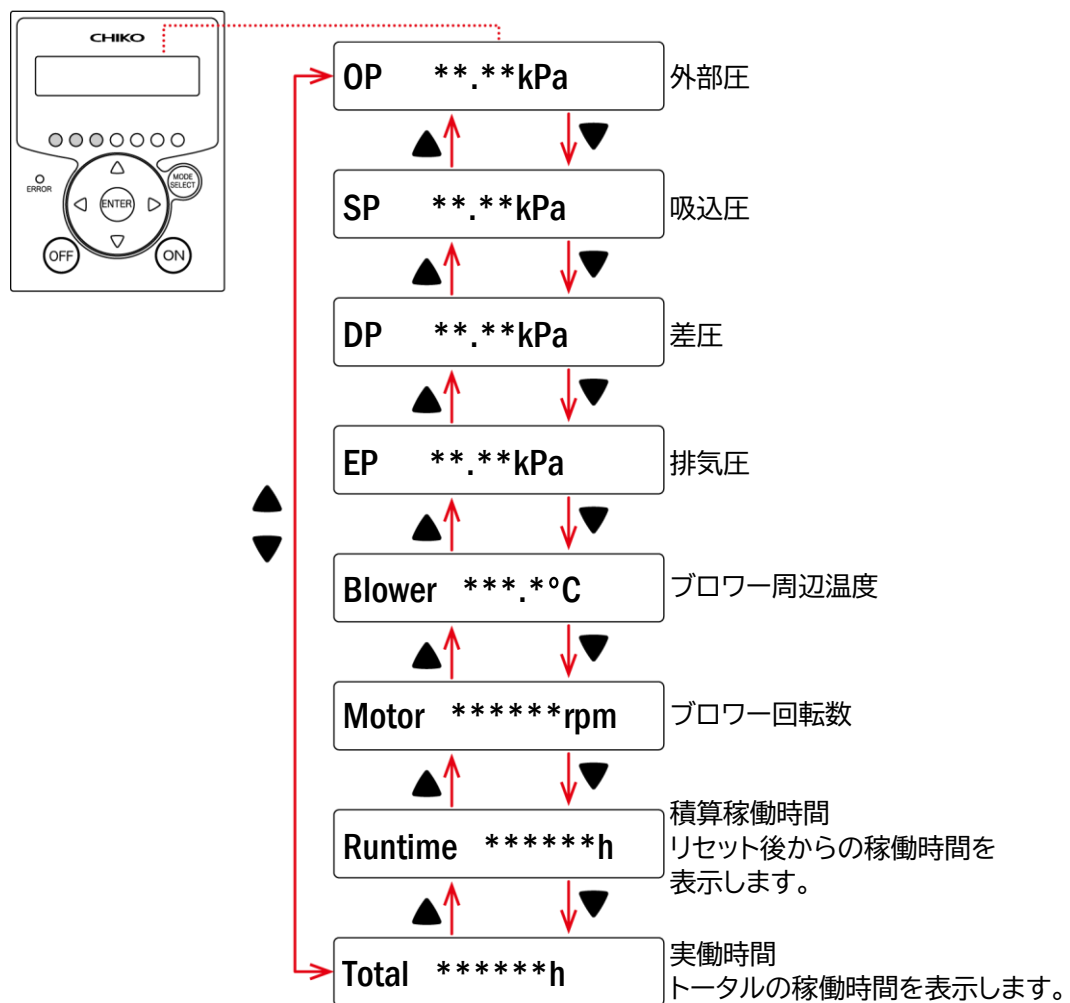 CHIKO
ERROR
MODE
SELECT
ENTER
OFF
ON
OP **.**kPa
外部圧
▲ ▼
SP **.**kPa
吸込圧
▲ ▼
DP **.**kPa
差圧
▲ ▼
EP **.**kPa
排気圧
▲
▼
▲ ▼
Blower ***.*°C
ブロワー周辺温度
▲ ▼
Motor ******rpm
ブロワー回転数
▲ ▼
Runtime ******h
積算稼働時間
リセット後からの稼働時間を
表示します。
▲ ▼
Total ******h
実働時間
トータルの稼働時間を表示します。